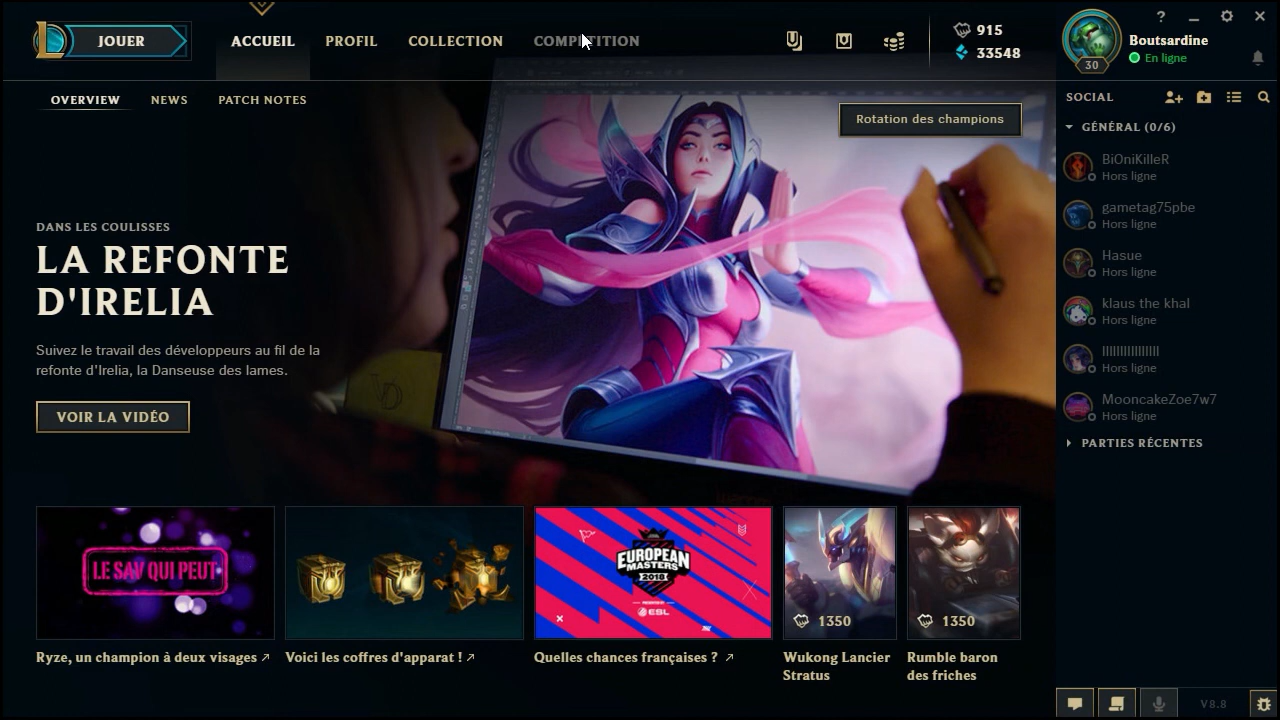 JOUER
ACCUEIL
PROFIL
COLLECTION
COMPÉTITION
915
33548
30
Boutsardine
En ligne
OVERVIEW
NEWS
PATCH NOTES
Rotation des champions
SOCIAL
GÉNÉRAL (0/6)
BiOniKilleR
Hors ligne
gametag75pbe
Hors ligne
Hasue
Hors ligne
klaus the khal
Hors ligne
Hors ligne
MooncakeZoe7w7
Hors ligne
PARTIES RÉCENTES
DANS LES COULISSES
LA REFONTE
D'IRELIA
Suivez le travail des développeurs au fil de la
refonte d'Irelia, la Danseuse des lames.
VOIR LA VIDÉO
LE SAV QUI PEUT
EUROPEAN
MASTERS
2018
ESL
1350
1350
Ryze, un champion à deux visages
Voici les coffres d'apparat !
Quelles chances françaises ?
Wukong Lancier
Stratus
Rumble baron
des friches
V8.8